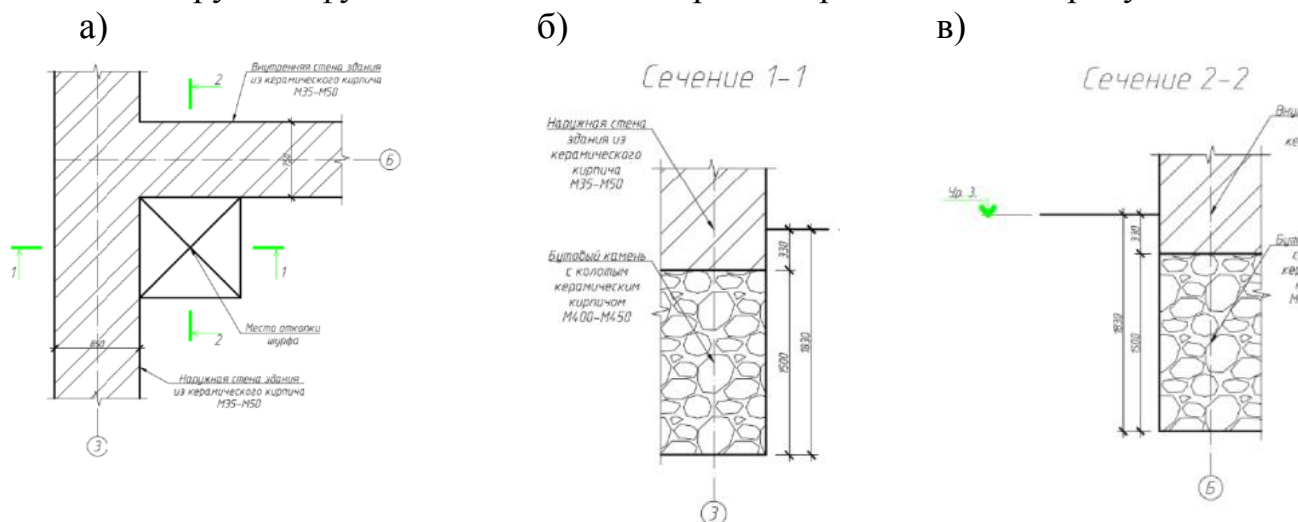 а)
б)
в)
Внутренняя стена здания
из керамического кирпича
М35-М50
2
750
Б
1
1
2
Место откопки
шурфа
850
Наружная стена здания
из керамического кирпича
М35-М50
3
Сечение 1-1
Наружная стена
здания из
керамического
кирпича
М35-М50
330
Бутовый камень
с колотым
керамическим
кирпичом
М400-М450
1500
1830
3
Сечение 2-2
Ур. 3.
330
1830
1500
Б